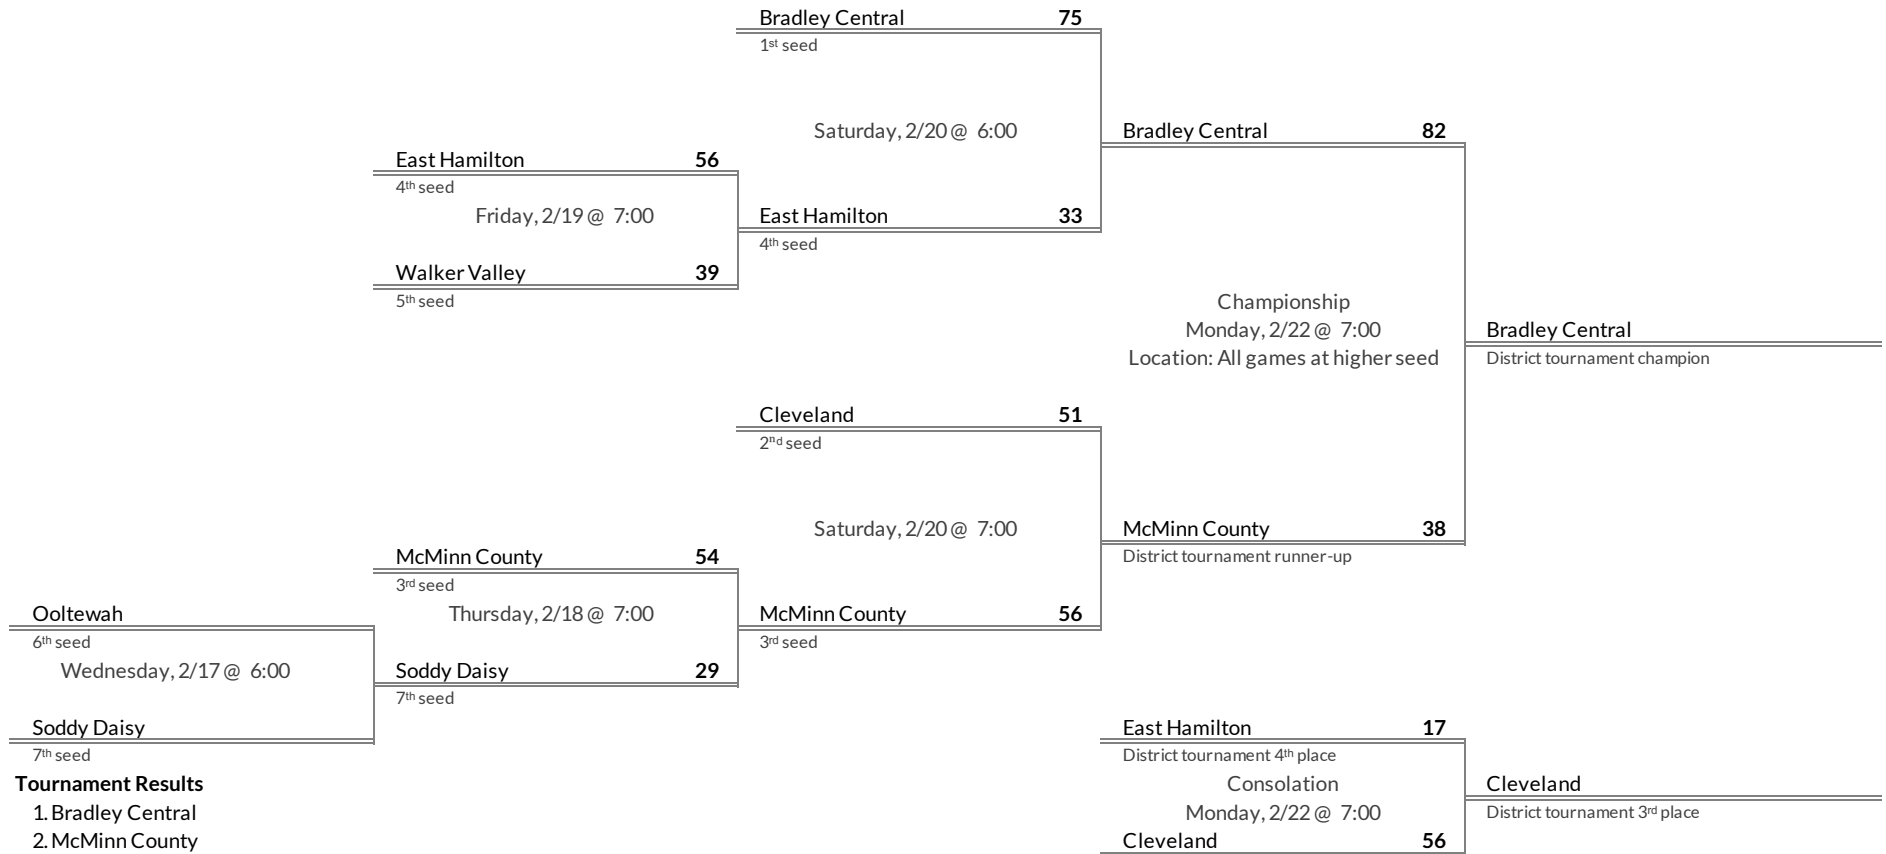 Bradley Central 75
1st seed
Saturday, 2/20 @ 6:00
Bradley Central 82
East Hamilton 56
4th seed
Friday, 2/19 @ 7:00
East Hamilton 33
4th seed
Walker Valley 39
5th seed
Championship
Monday, 2/22 @ 7:00
Location: All games at higher seed
Bradley Central
District tournament champion
Cleveland 51
2nd seed
Saturday, 2/20 @ 7:00
McMinn County 38
District tournament runner-up
McMinn County 54
3rd seed
Thursday, 2/18 @ 7:00
McMinn County 56
3rd seed
Ooltewah
6th seed
Wednesday, 2/17 @ 6:00
Soddy Daisy 29
7th seed
Soddy Daisy
7th seed
East Hamilton 17
District tournament 4th place
Consolation
Monday, 2/22 @ 7:00
Cleveland 56
Cleveland
District tournament 3rd place
Tournament Results
1. Bradley Central
2. McMinn County